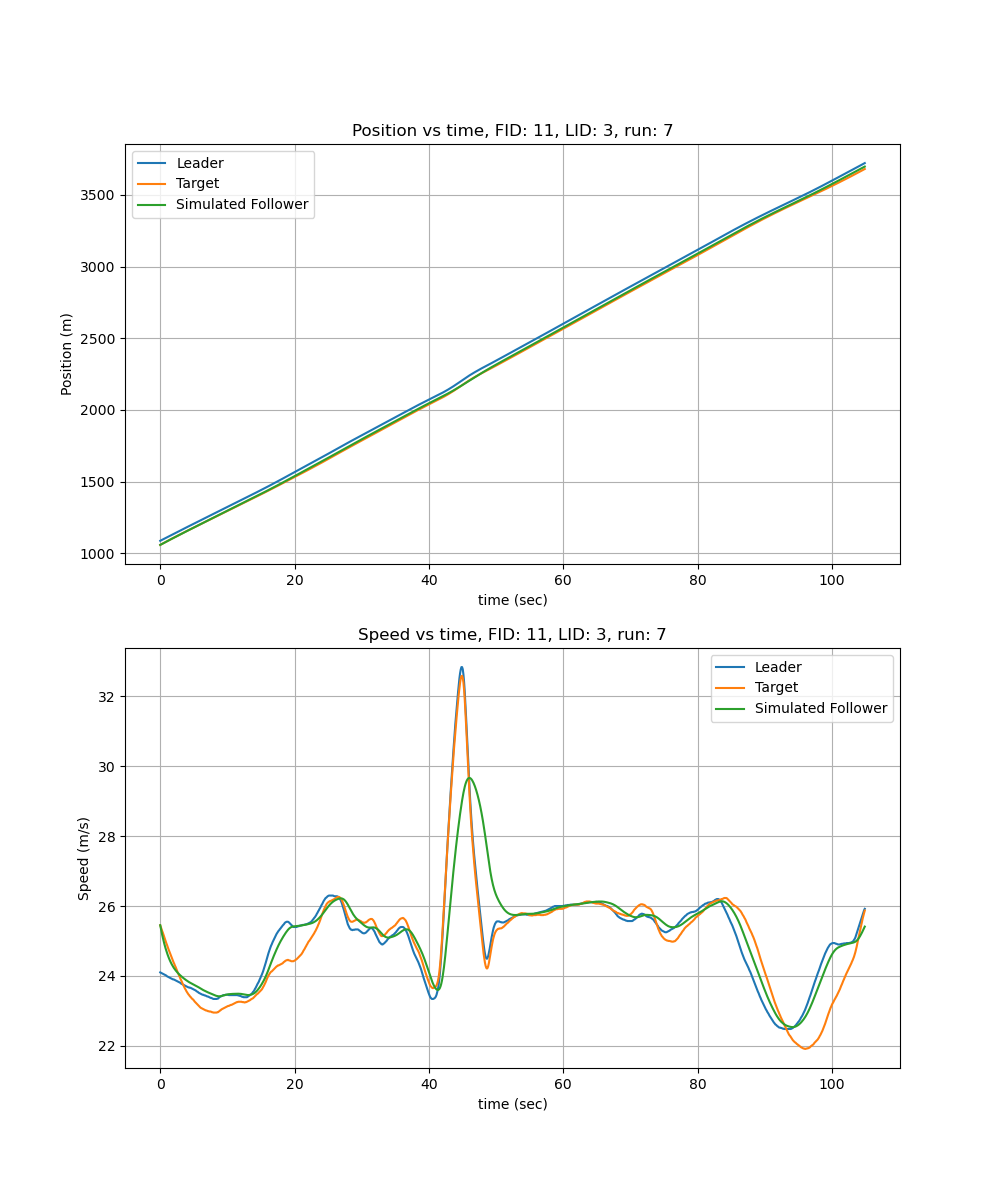 Position vs time, FID: 11, LID: 3, run: 7
Leader
Target
Simulated Follower
3500
3000
2500
2000
1500
1000
Position (m)
0 20 40 60 80 100
time (sec)
Speed vs time, FID: 11, LID: 3, run: 7
Leader
Target
Simulated Follower
32
30
28
26
24
22
Speed (m/s)
0 20 40 60 80 100
time (sec)